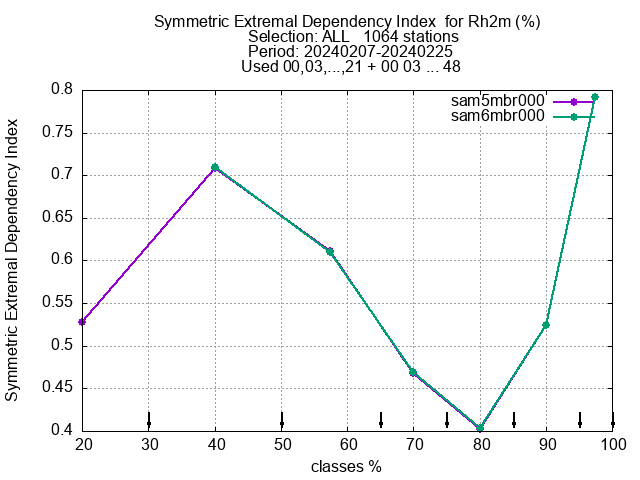 Symmetric Extremal Dependency Index  for Rh2m (%)
Selection: ALL   1064 stations
Period: 20240207-20240225
Used 00,03,...,21 + 00 03 ... 48
sam5mbr000
sam6mbr000
Symmetric Extremal Dependency Index
0.8
0.75
0.7
0.65
0.6
0.55
0.5
0.45
0.4
20 30 40 50 60 70 80 90 100
classes %